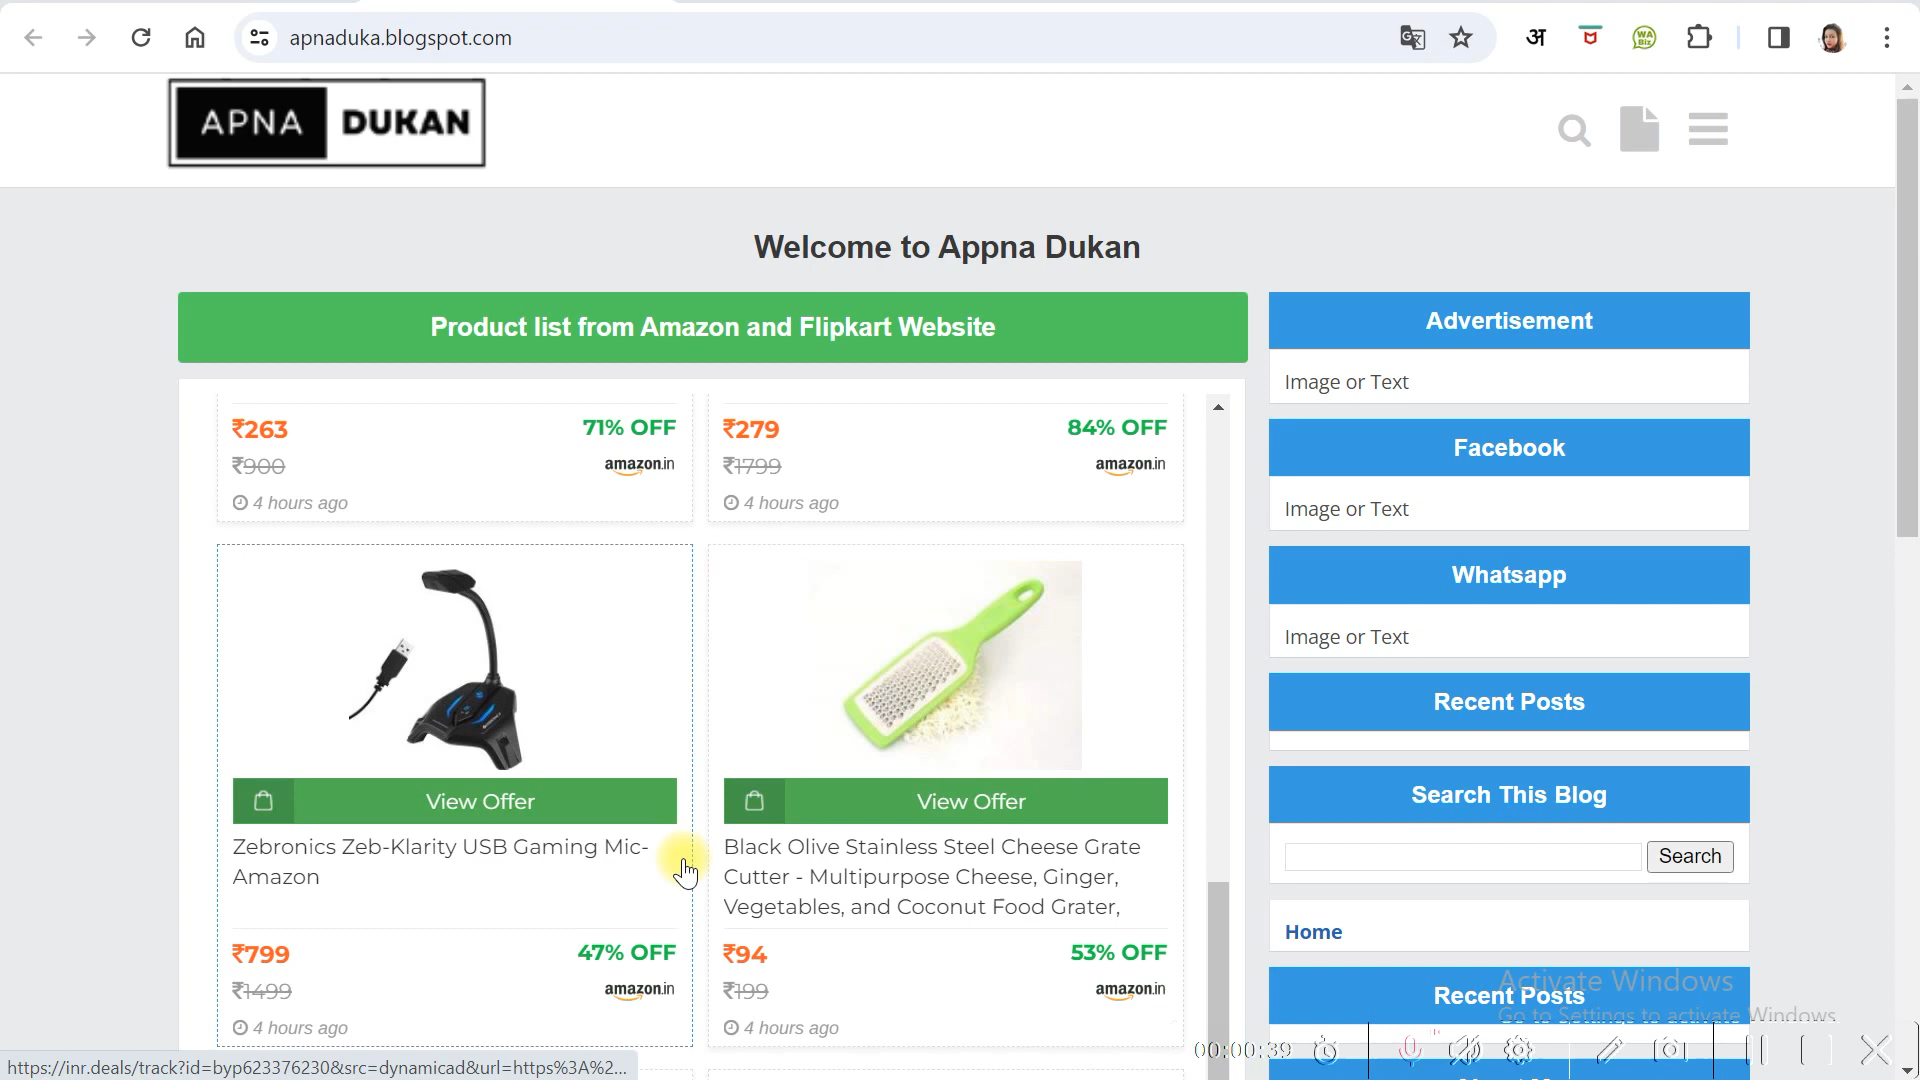 apnaduka.blogspot.com
अ
WA
Biz
APNA DUKAN
Welcome to Appna Dukan
Product list from Amazon and Flipkart Website
₹263 71% OFF
₹900 amazon.in
4 hours ago
₹279 84% OFF
₹1799 amazon.in
4 hours ago
View Offer
Zebronics Zeb-Klarity USB Gaming Mic-
Amazon
₹799 47% OFF
₹1499 amazon.in
4 hours ago
View Offer
Black Olive Stainless Steel Cheese Grate
Cutter - Multipurpose Cheese, Ginger,
Vegetables, and Coconut Food Grater,
₹94 53% OFF
₹199 amazon.in
4 hours ago
Advertisement
Image or Text
Facebook
Image or Text
Whatsapp
Image or Text
Recent Posts
Search This Blog
Search
Home
Recent Posts
Activate Windows
Go to Settings to activate Windows
00:00:39
https://inr.deals/track?id=byp623376230&src=dynamicad&url=https%3A%2...